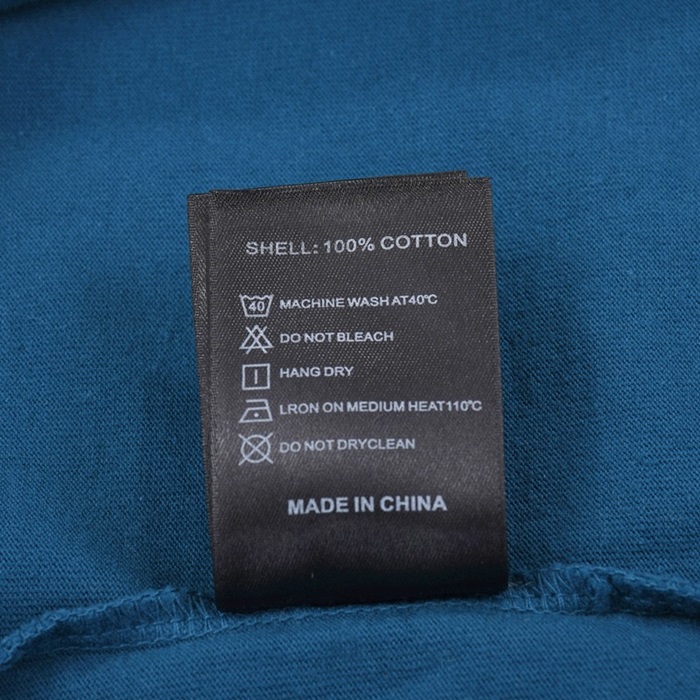 SHELL: 100% COTTON
40 MACHINE WASH AT40℃
DO NOT BLEACH
HANG DRY
LRON ON MEDIUM HEAT110℃
DO NOT DRYCLEAN
MADE IN CHINA